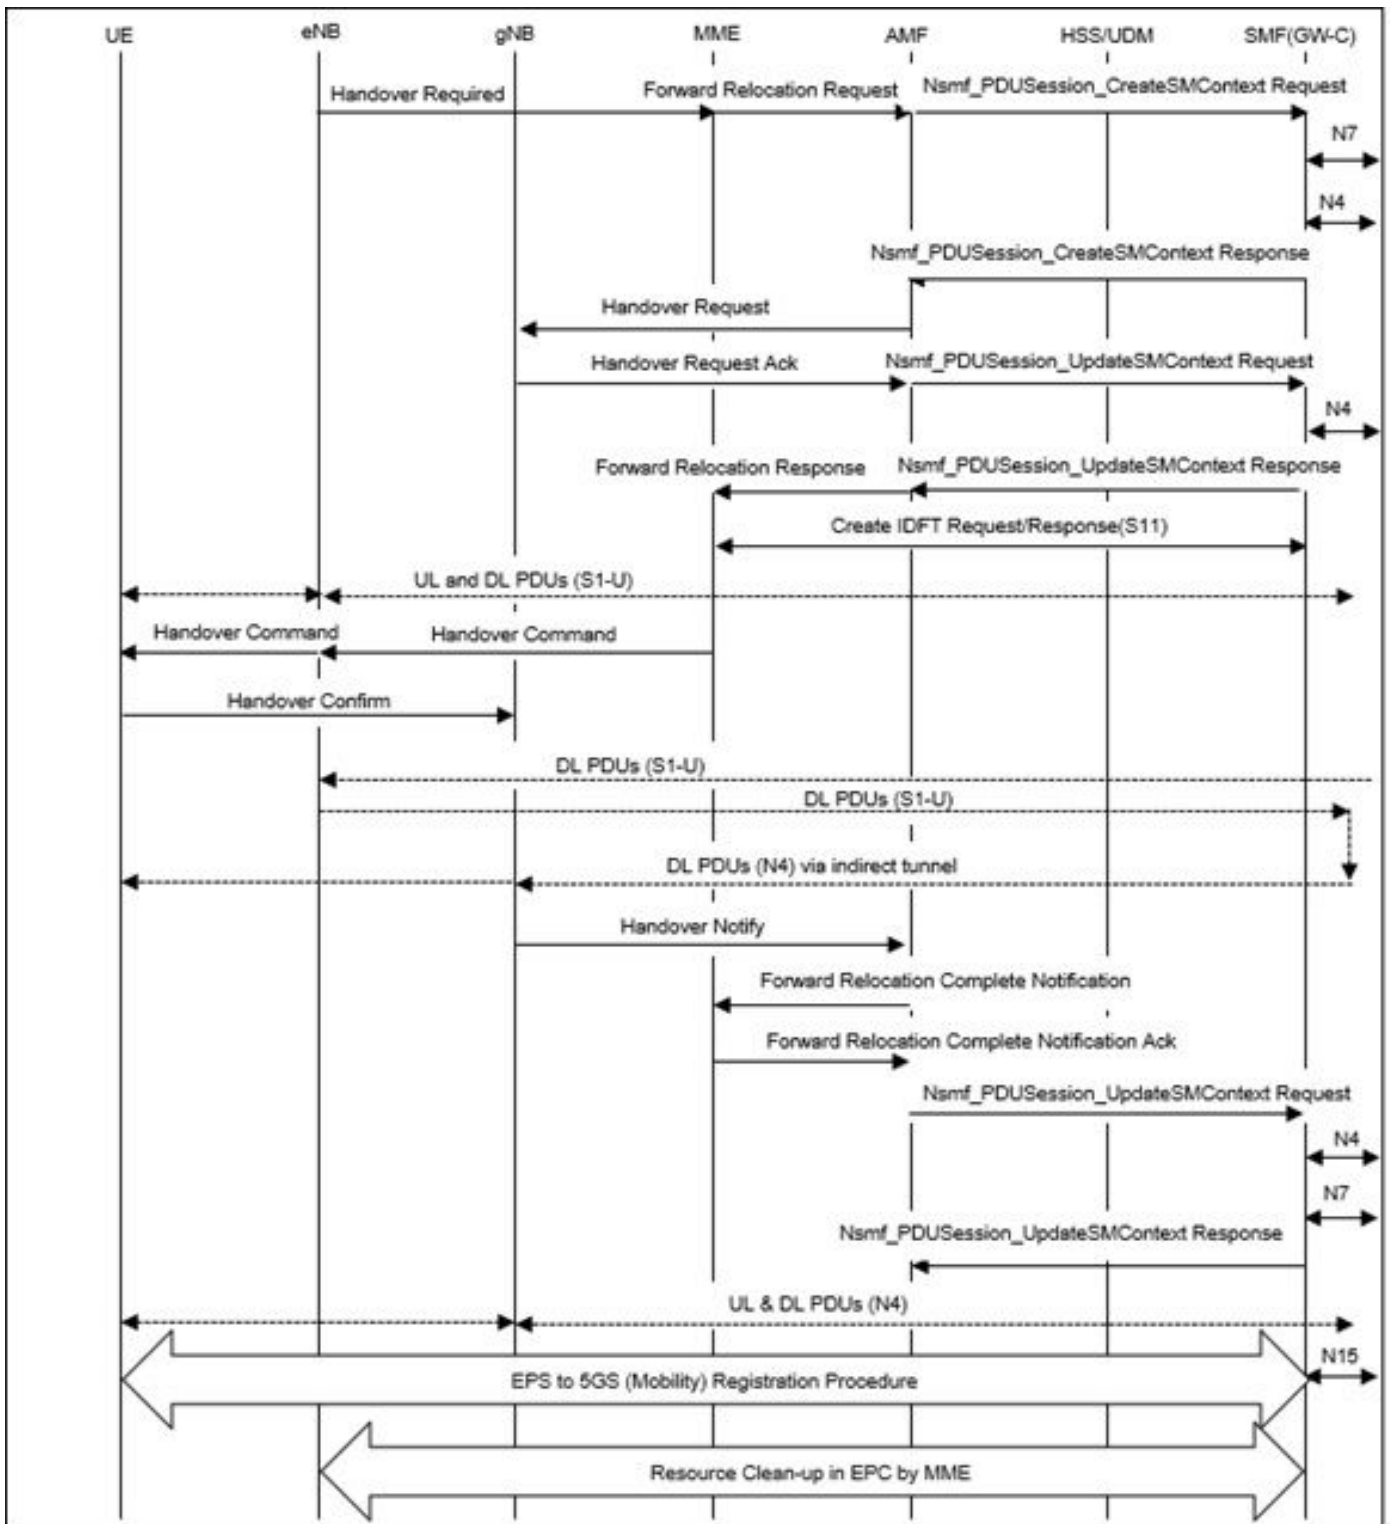 UE
eNB
gNB
MME
AMF
HSS/UDM
SMF(GW-C)
Handover Required
Forward Relocation Request
Nsmf_PDUSession_CreateSMContext Request
N7
N4
Nsmf_PDUSession_CreateSMContext Response
Handover Request
Handover Request Ack
Nsmf_PDUSession_UpdateSMContext Request
N4
Forward Relocation Response
Nsmf_PDUSession_UpdateSMContext Response
Create IDFT Request/Response(S11)
UL and DL PDUs (S1-U)
Handover Command
Handover Command
Handover Confirm
DL PDUs (S1-U)
DL PDUs (S1-U)
DL PDUs (N4) via indirect tunnel
Handover Notify
Forward Relocation Complete Notification
Forward Relocation Complete Notification Ack
Nsmf_PDUSession_UpdateSMContext Request
N4
N7
Nsmf_PDUSession_UpdateSMContext Response
UL & DL PDUs (N4)
N15
EPS to 5GS (Mobility) Registration Procedure
Resource Clean-up in EPC by MME